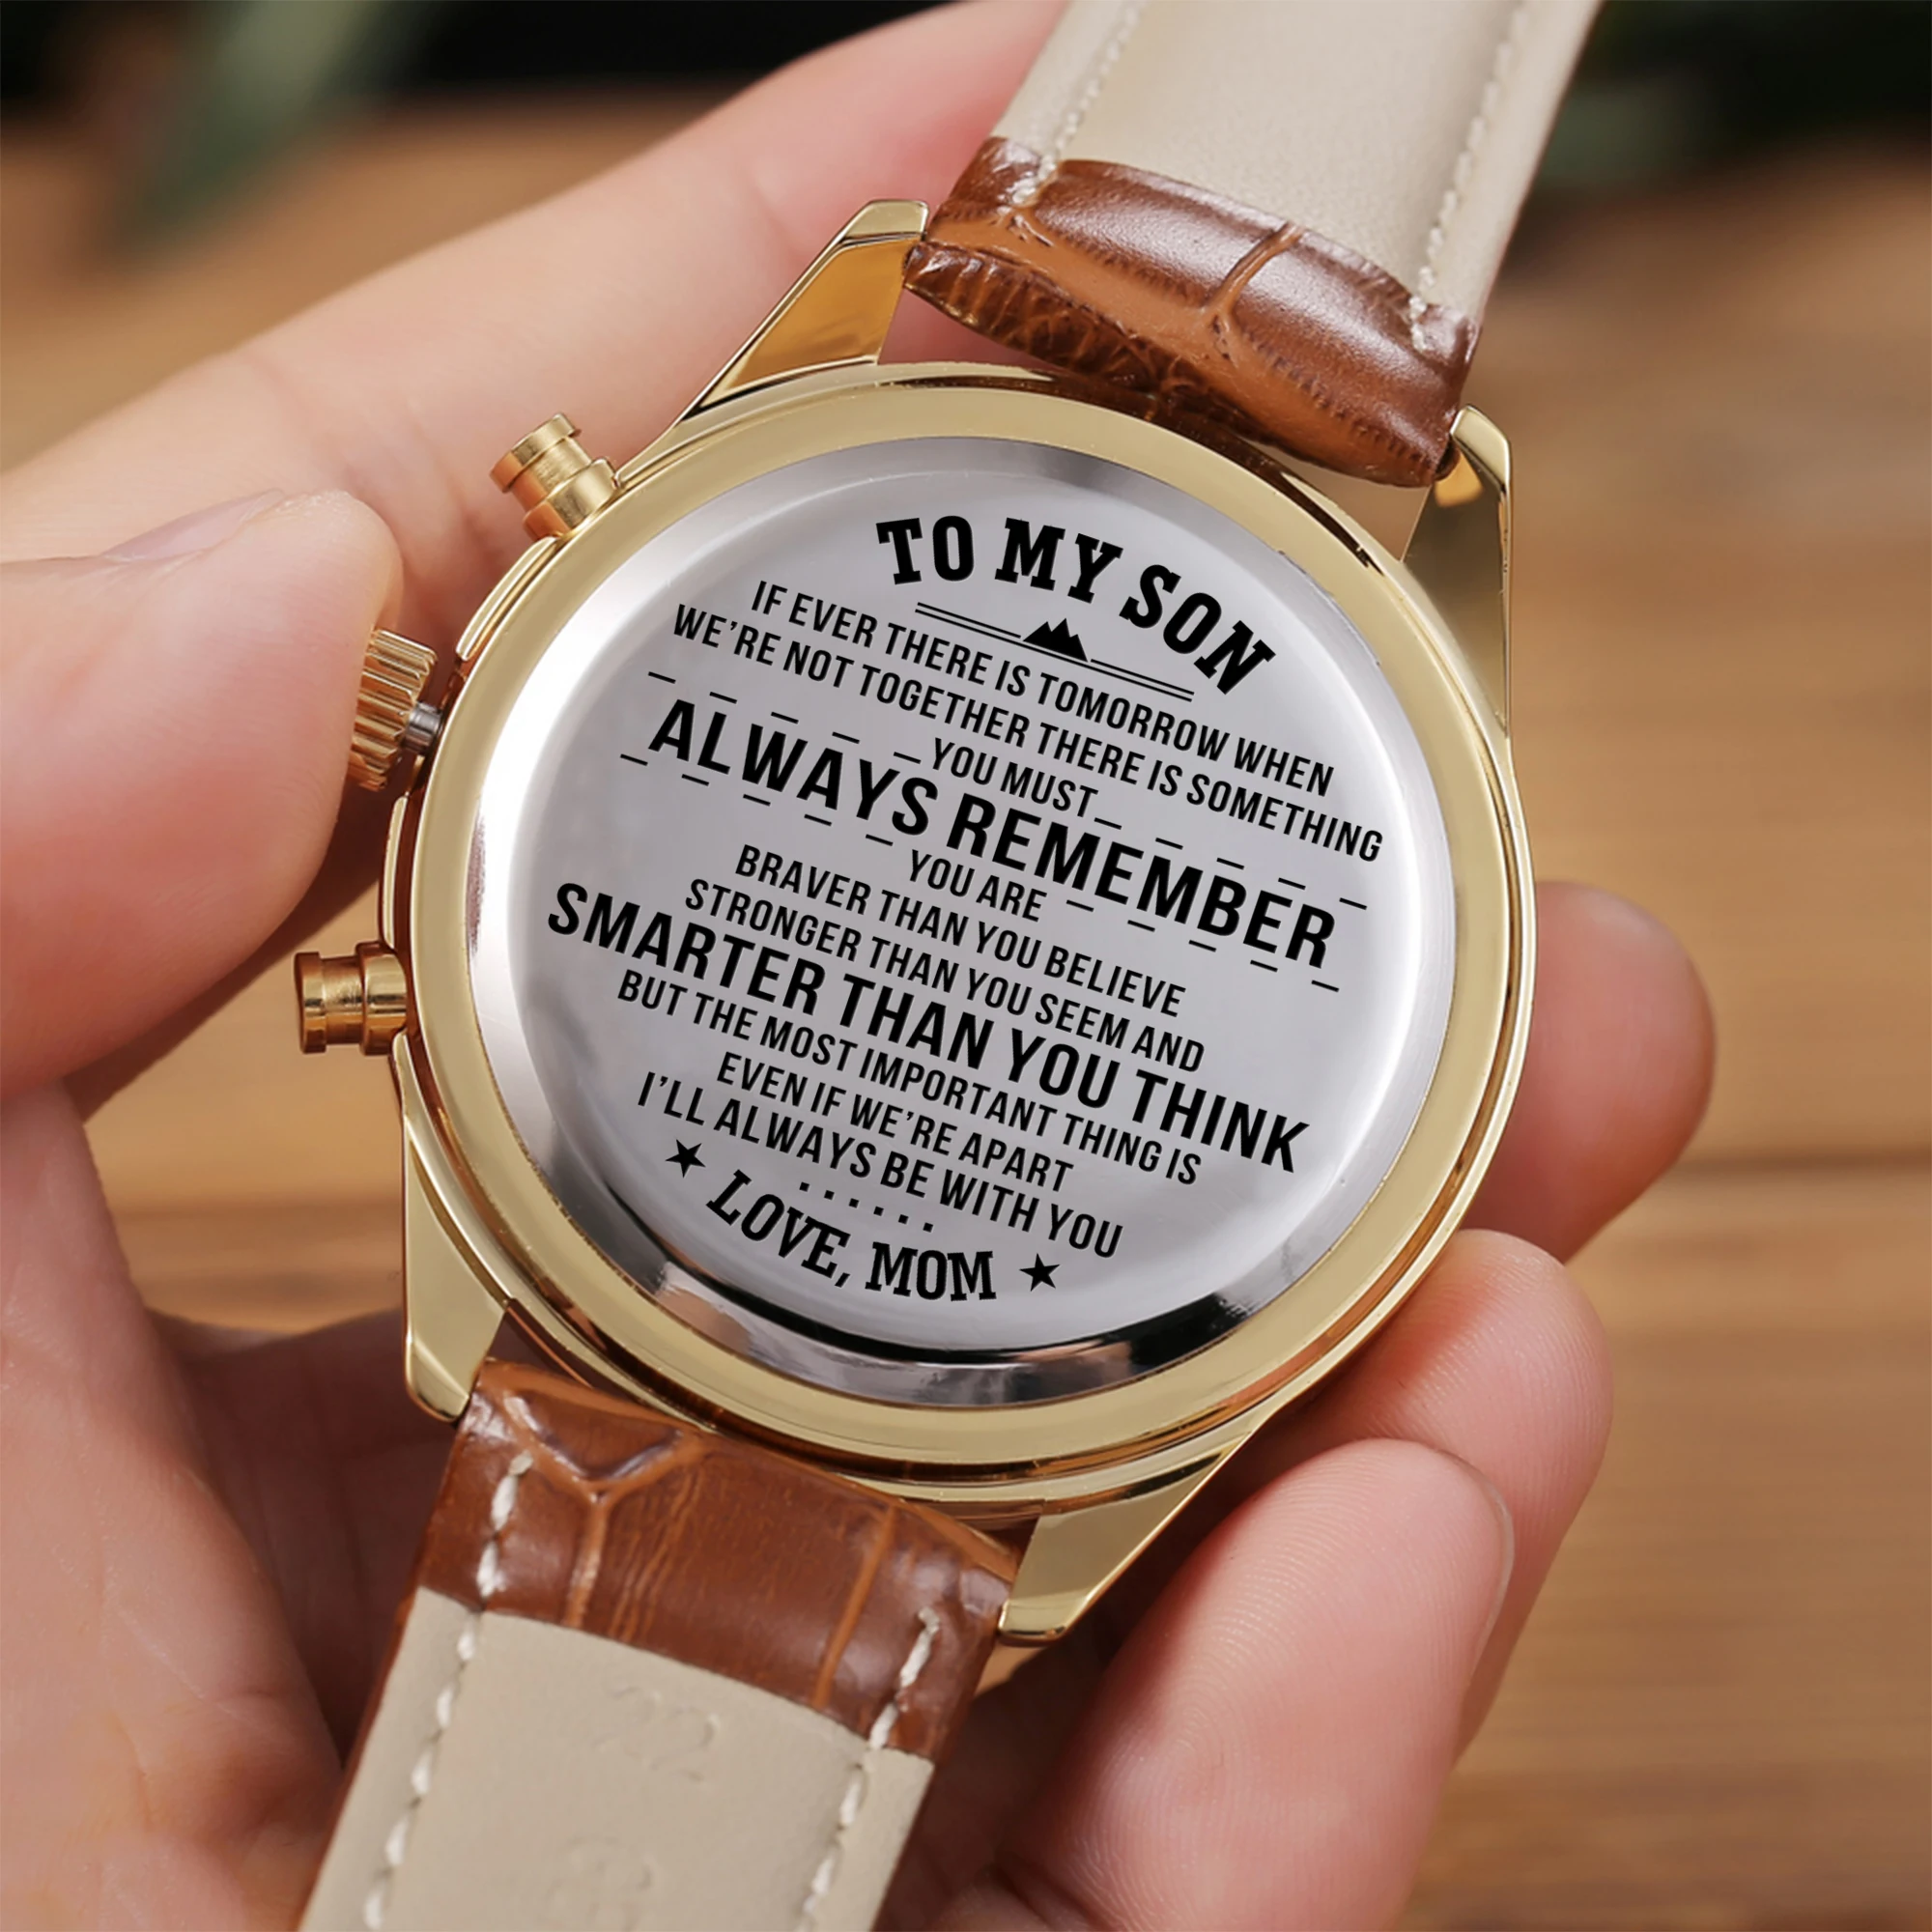 TO MY SON
IF EVER THERE IS TOMORROW WHEN
WE'RE NOT TOGETHER THERE IS SOMETHING
YOU MUST
ALWAYS REMEMBER
YOU ARE
BRAVER THAN YOU BELIEVE
STRONGER THAN YOU SEEM AND
SMARTER THAN YOU THINK
BUT THE MOST IMPORTANT THING IS
EVEN IF WE'RE APART
I'LL ALWAYS BE WITH YOU
LOVE, MOM
22